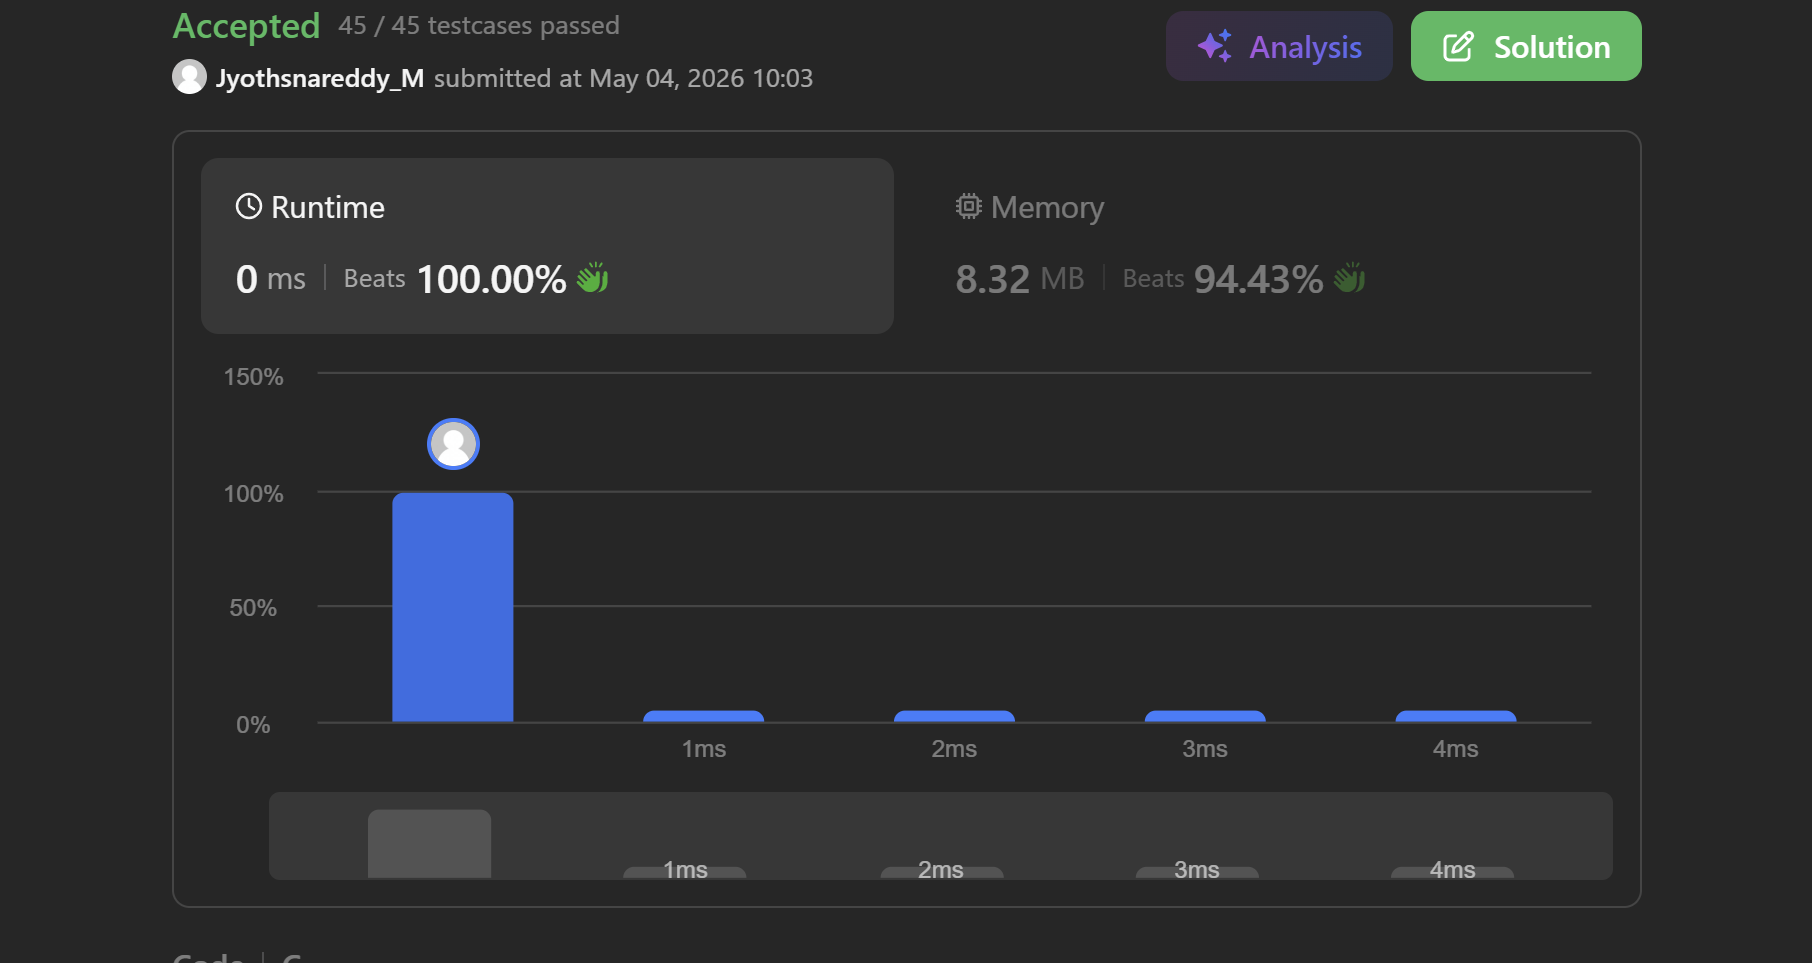 Accepted 45 / 45 testcases passed
Jyothsnareddy_M submitted at May 04, 2026 10:03
Analysis
Solution
Runtime
0 ms | Beats 100.00%
Memory
8.32 MB | Beats 94.43%
150%
100%
50%
0%
1ms 2ms 3ms 4ms
1ms 2ms 3ms 4ms
Code